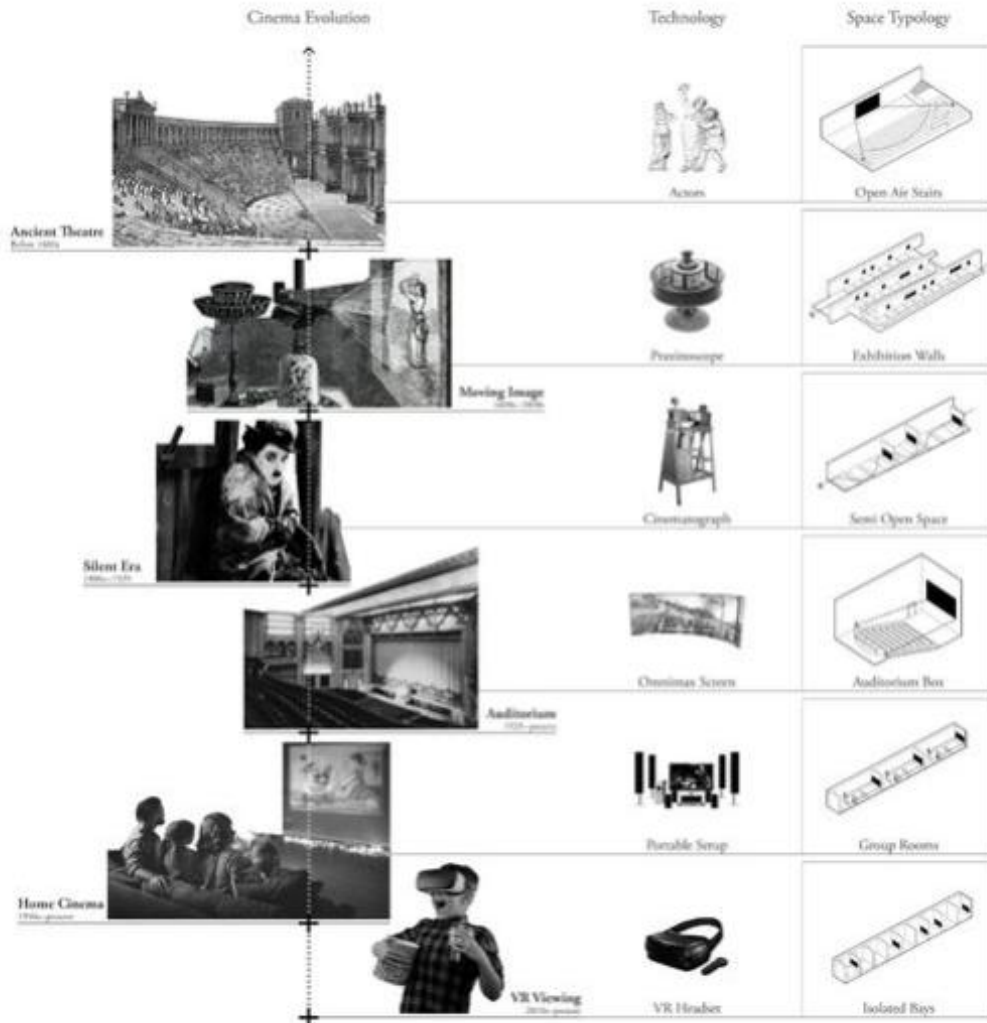 Cinema Evolution
Technology
Space Typology
Actors
Open Air Stairs
Ancient Theatre
Praxinoscope
Exhibition Walls
Moving Image
Cinematograph
Semi Open Space
Silent Era
Omnimax Screen
Auditorium Box
Auditorium
Portable Setup
Group Rooms
Home Cinema
VR Viewing
VR Headset
Isolated Bays